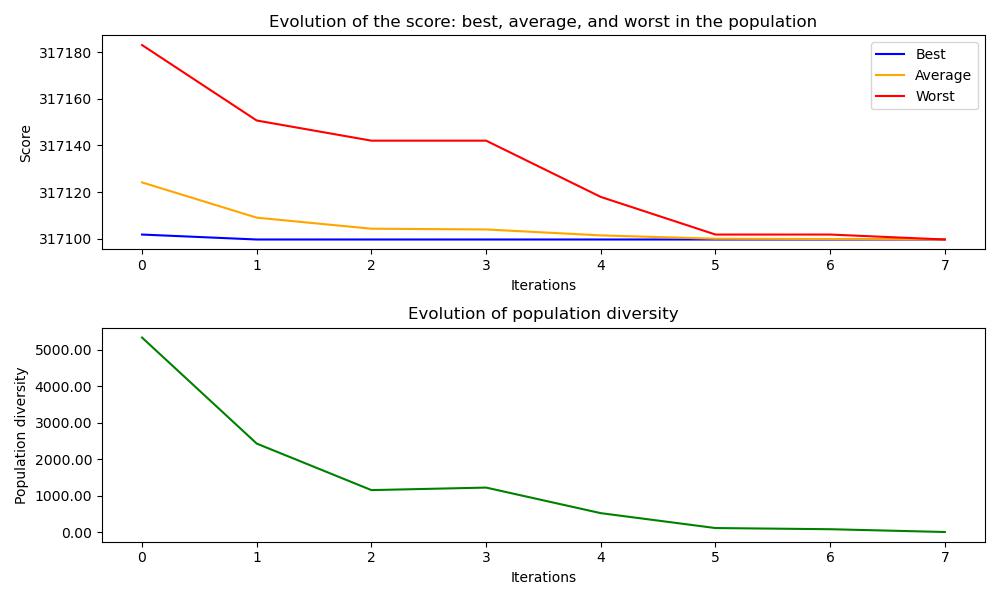 Evolution of the score: best, average, and worst in the population
317180
317160
317140
317120
317100
Score
Best
Average
Worst
0 1 2 3 4 5 6 7
Iterations
Evolution of population diversity
5000.00
4000.00
3000.00
2000.00
1000.00
0.00
Population diversity
0 1 2 3 4 5 6 7
Iterations